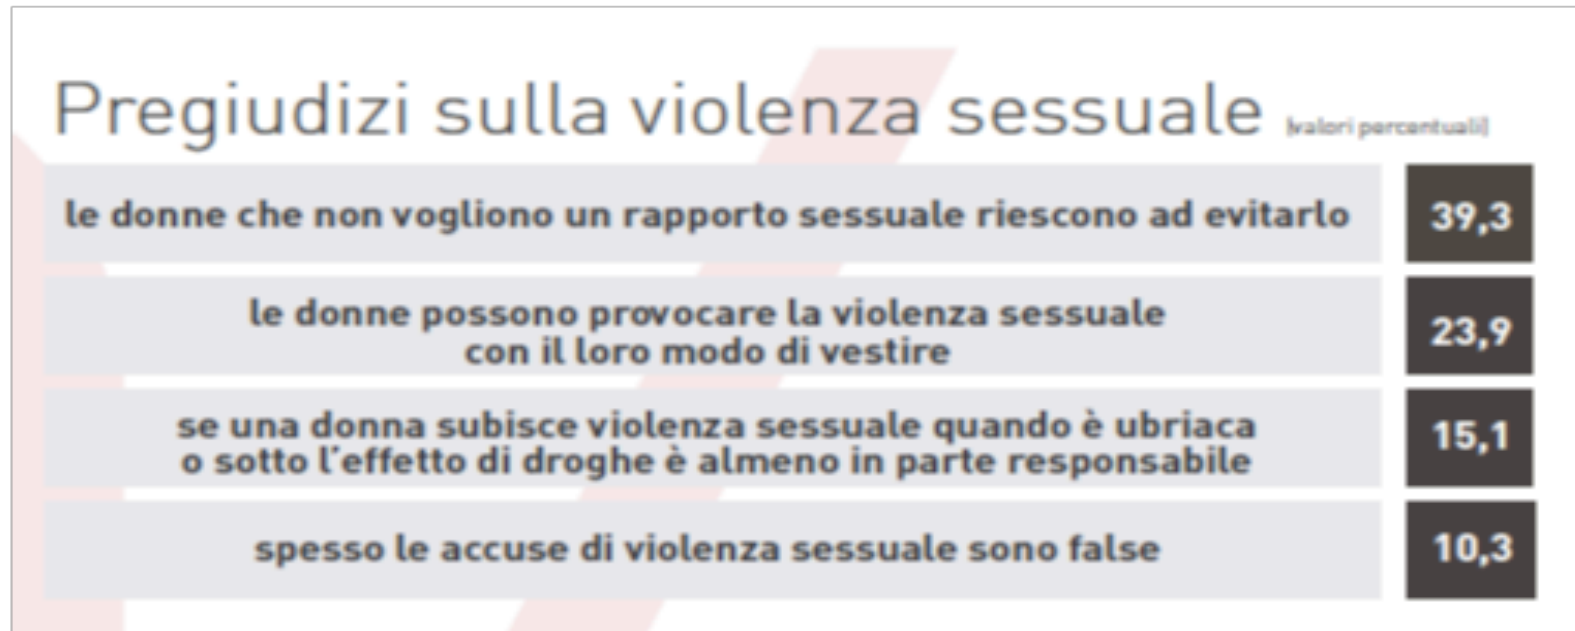 Pregiudizi sulla violenza sessuale (valori percentuali)
le donne che non vogliono un rapporto sessuale riescono ad evitarlo 39,3
le donne possono provocare la violenza sessuale
con il loro modo di vestire 23,9
se una donna subisce violenza sessuale quando è ubriaca
o sotto l'effetto di droghe è almeno in parte responsabile 15,1
spesso le accuse di violenza sessuale sono false 10,3